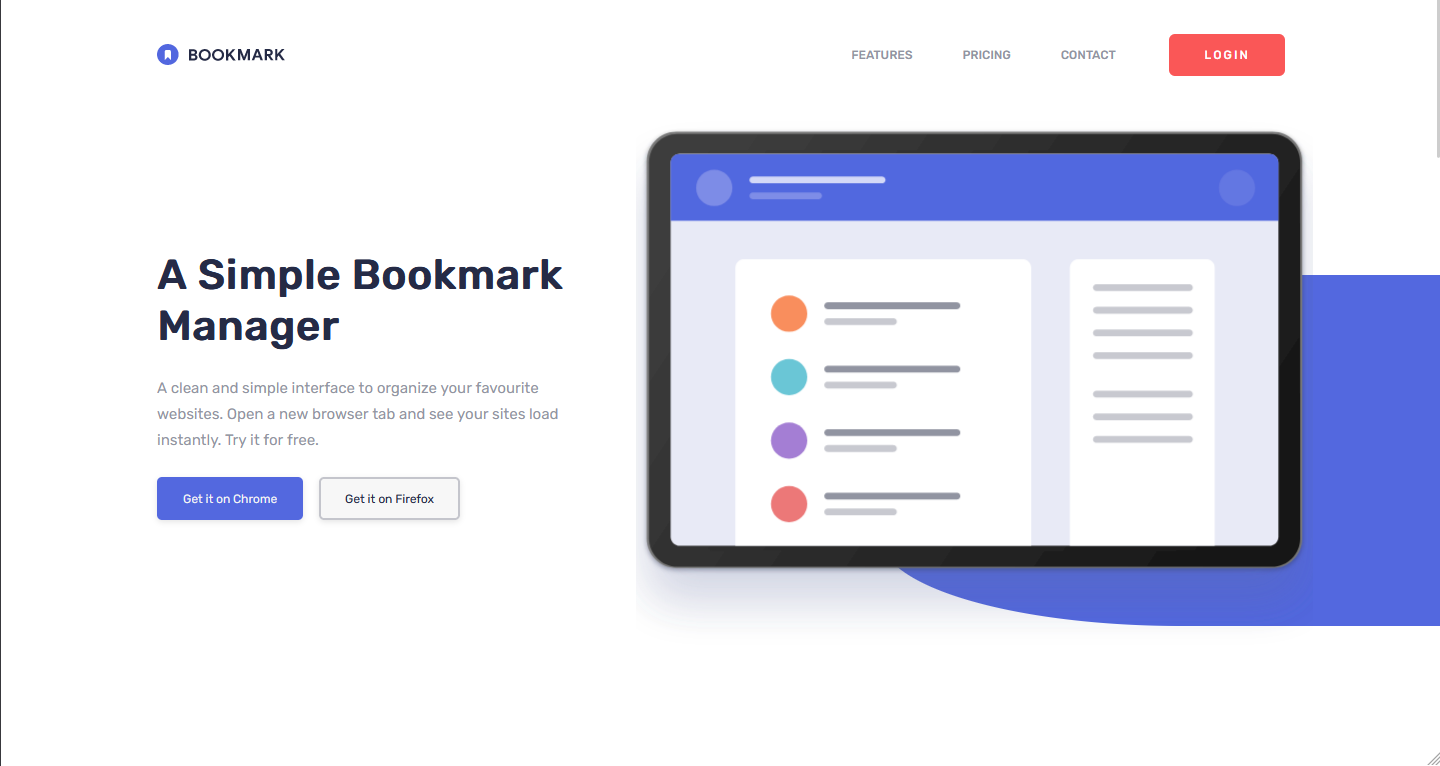 BOOKMARK
FEATURES
PRICING
CONTACT
LOGIN
A Simple Bookmark
Manager
A clean and simple interface to organize your favourite
websites. Open a new browser tab and see your sites load
instantly. Try it for free.
Get it on Chrome
Get it on Firefox